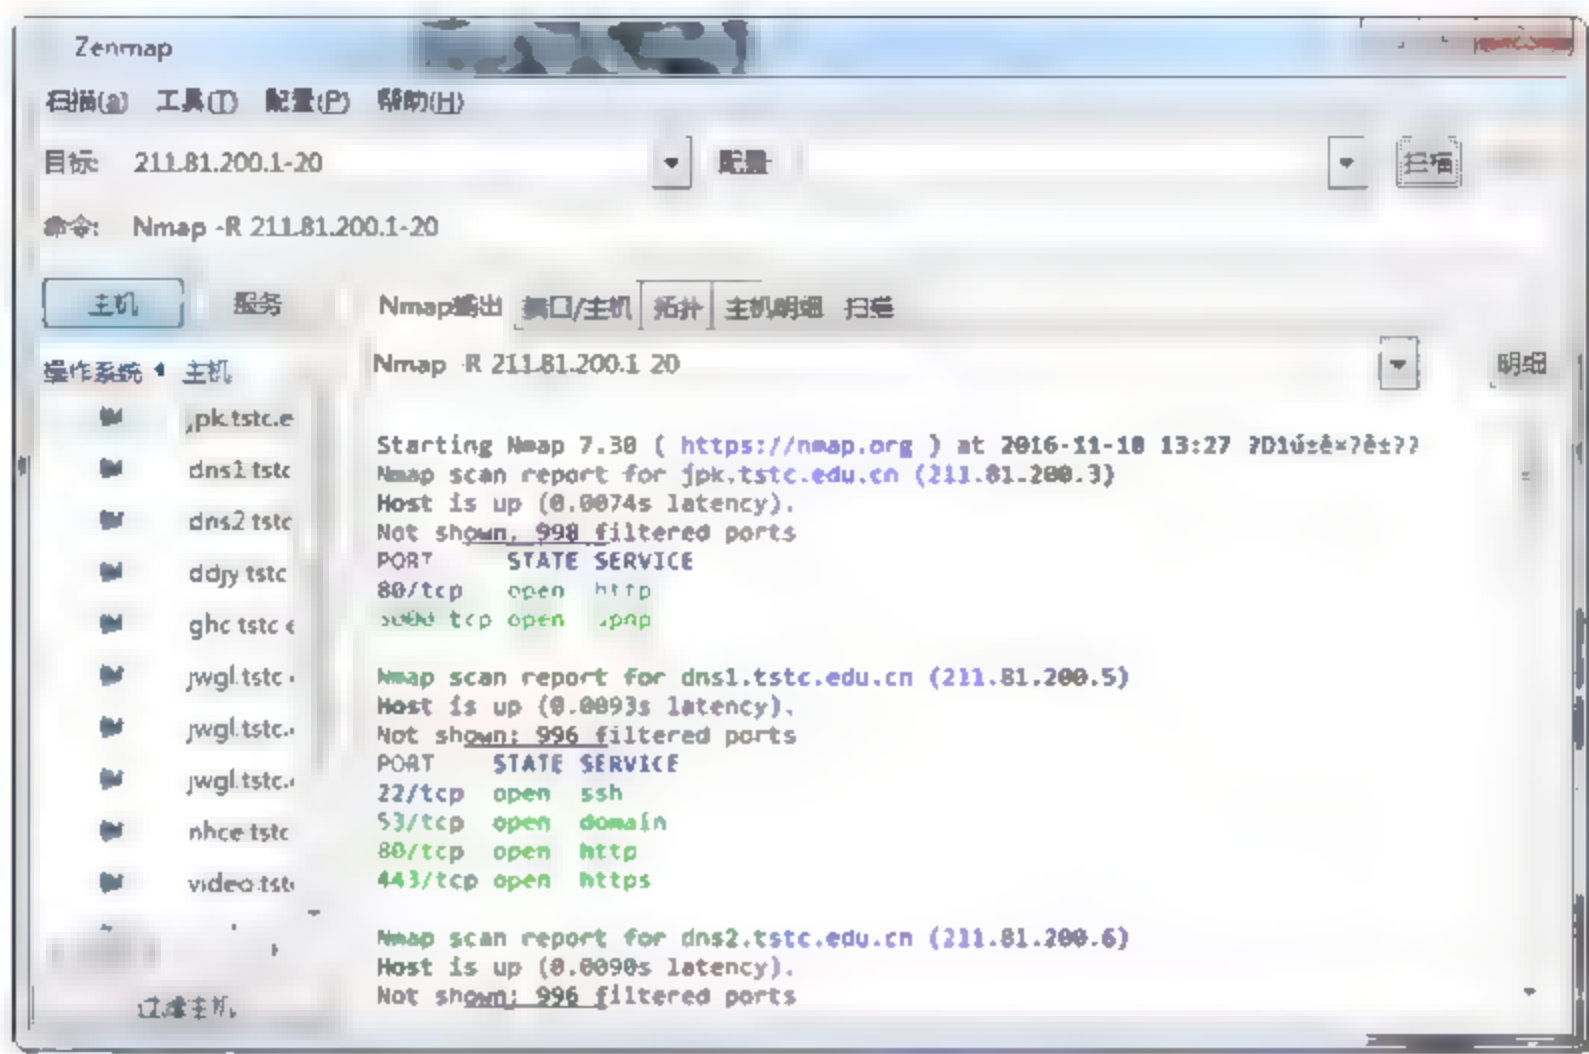 Zenmap
扫描(a) 工具(T) 配置(P) 帮助(H)
目标: 211.81.200.1-20 配置 扫描
命令: Nmap -R 211.81.200.1-20
主机 服务 Nmap输出 端口/主机 拓扑 主机明细 扫描
操作系统 主机 Nmap -R 211.81.200.1 20 明细
jpk.tstc.e
dns1 tstc
dns2 tstc
ddjy tstc
ghc tstc e
jwgl.tstc
jwgl.tstc.
jwgl.tstc.
nhce tstc
video.tst
过滤主机
Starting Nmap 7.30 ( https://nmap.org ) at 2016-11-10 13:27
Nmap scan report for jpk.tstc.edu.cn (211.81.200.3)
Host is up (0.0074s latency).
Not shown, 998 filtered ports
PORT STATE SERVICE
80/tcp open http
tcp open
Nmap scan report for dns1.tstc.edu.cn (211.81.200.5)
Host is up (0.0093s latency).
Not shown: 996 filtered ports
PORT STATE SERVICE
22/tcp open ssh
53/tcp open domain
80/tcp open http
443/tcp open https
Nmap scan report for dns2.tstc.edu.cn (211.81.200.6)
Host is up (0.0090s latency).
Not shown: 996 filtered ports